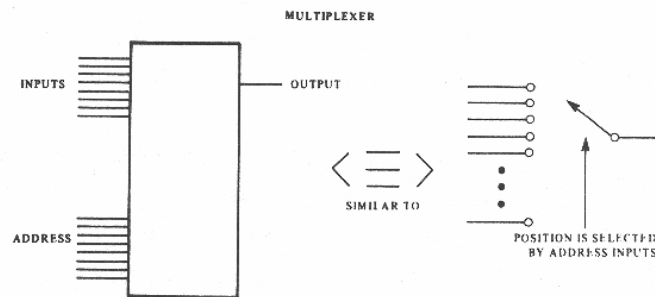 MULTIPLEXER
INPUTS
OUTPUT
SIMILAR TO
ADDRESS
POSITION IS SELECTED
BY ADDRESS INPUTS